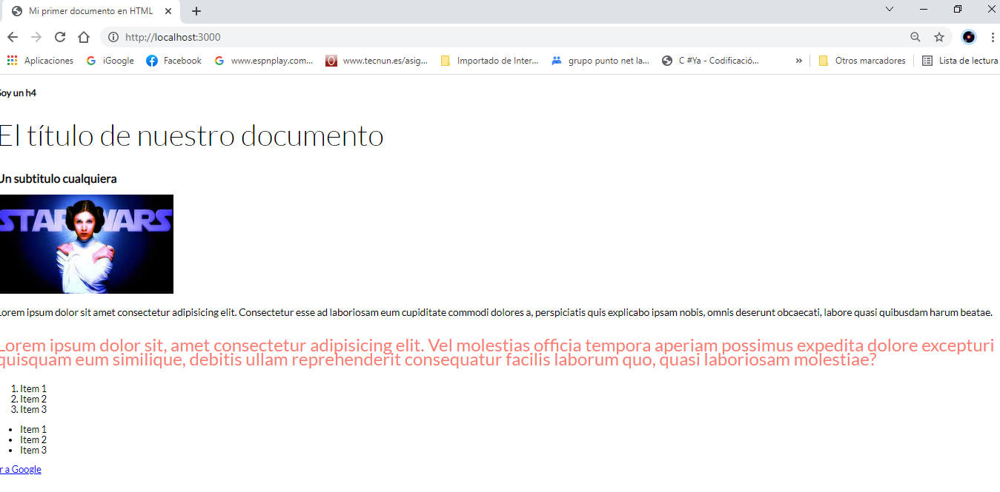 Mi primer documento en HTML
http://localhost:3000
Aplicaciones
iGoogle
Facebook
www.espnplay.com...
www.tecnun.es/asig...
Importado de Inter...
grupo punto net la...
C #Ya - Codificació...
»
Otros marcadores
Lista de lectura
Soy un h4
El título de nuestro documento
Un subtitulo cualquiera
STAR WARS
Lorem ipsum dolor sit amet consectetur adipisicing elit. Consectetur esse ad laboriosam eum cupiditate commodi dolores a, perspiciatis quis explicabo ipsam nobis, omnis deserunt obcaecati, labore quasi quibusdam harum beatae.
Lorem ipsum dolor sit, amet consectetur adipisicing elit. Vel molestias officia tempora aperiam possimus expedita dolore excepturi
quisquam eum similique, debitis ullam reprehenderit consequatur facilis laborum quo, quasi laboriosam molestiae?
1. Item 1
2. Item 2
3. Item 3
• Item 1
• Item 2
• Item 3
r a Google